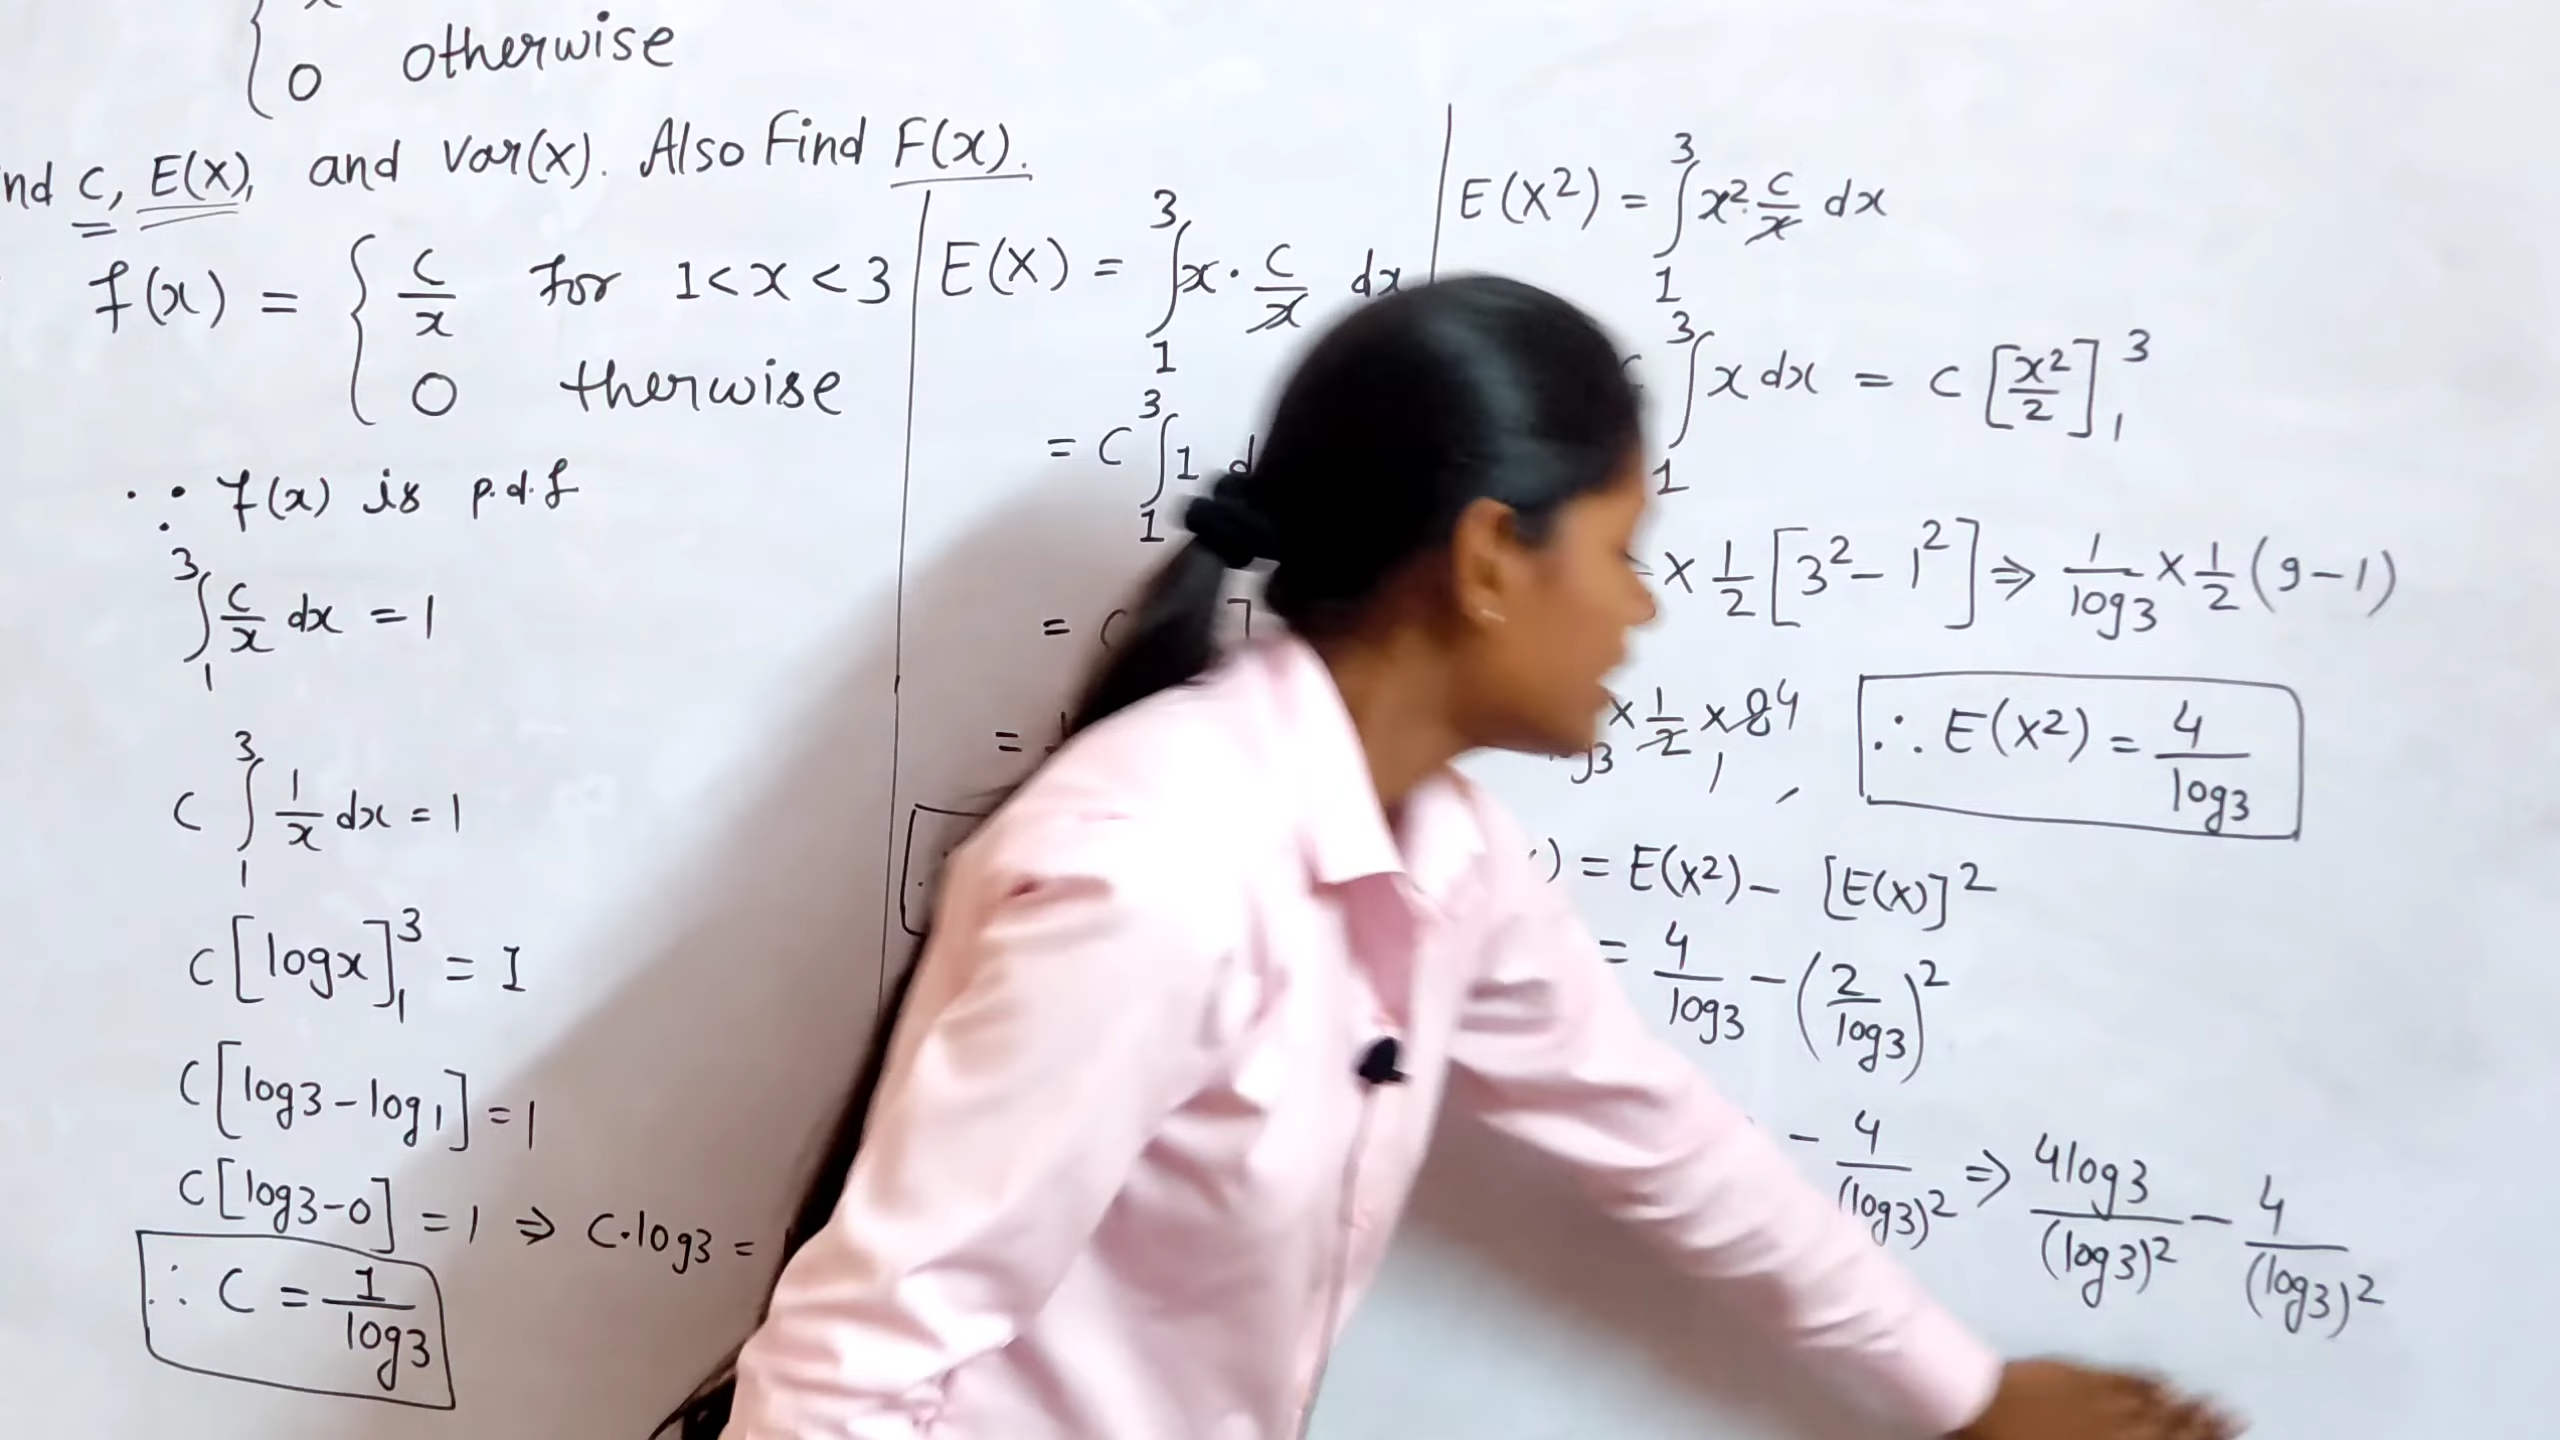 0 otherwise
nd C, E(X), and Var(X). Also Find F(x).
f(x) = { C/x for 1<x<3
0 therwise
∵ f(x) is p.d.f
∫₁³ C/x dx = 1
C ∫₁³ 1/x dx = 1
C [logx]₁³ = 1
C [log3 - log1] = 1
C [log3 - 0] = 1 ⇒ C·log3 =
∴ C = 1/log3
E(X) = ∫₁³ x · C/x dx
= C ∫₁³ 1 d
= C
=
E(X²) = ∫₁³ x² · C/x dx
∫₁³ x dx = C [x²/2]₁³
× 1/2 [3² - 1²] ⇒ 1/log3 × 1/2 (9-1)
3 × 1/2 × 8 4
1
∴ E(X²) = 4/log3
) = E(X²) - [E(X)]²
= 4/log3 - (2/log3)²
- 4/(log3)² ⇒ 4log3/(log3)² - 4/(log3)²